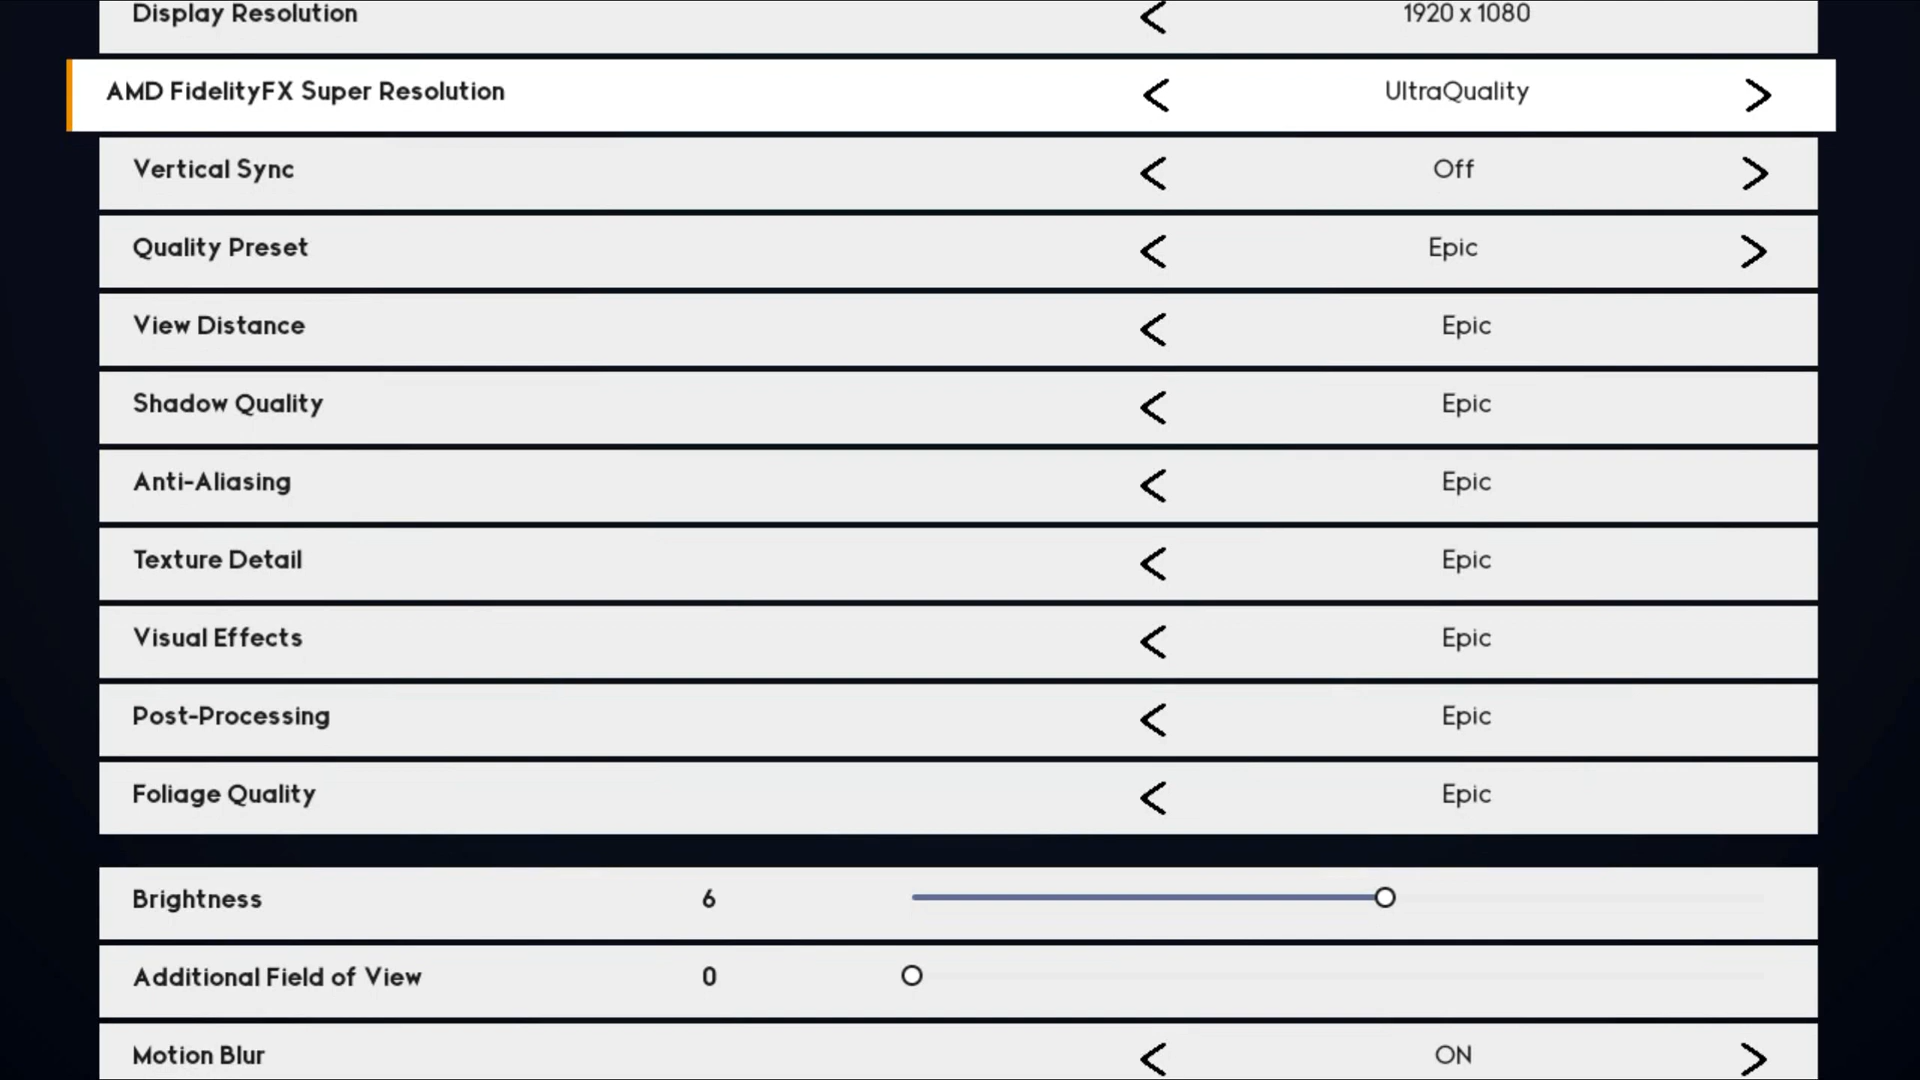 Display Resolution < 1920 x 1080
AMD FidelityFX Super Resolution < UltraQuality >
Vertical Sync < Off >
Quality Preset < Epic >
View Distance < Epic
Shadow Quality < Epic
Anti-Aliasing < Epic
Texture Detail < Epic
Visual Effects < Epic
Post-Processing < Epic
Foliage Quality < Epic
Brightness 6
Additional Field of View 0
Motion Blur < ON >